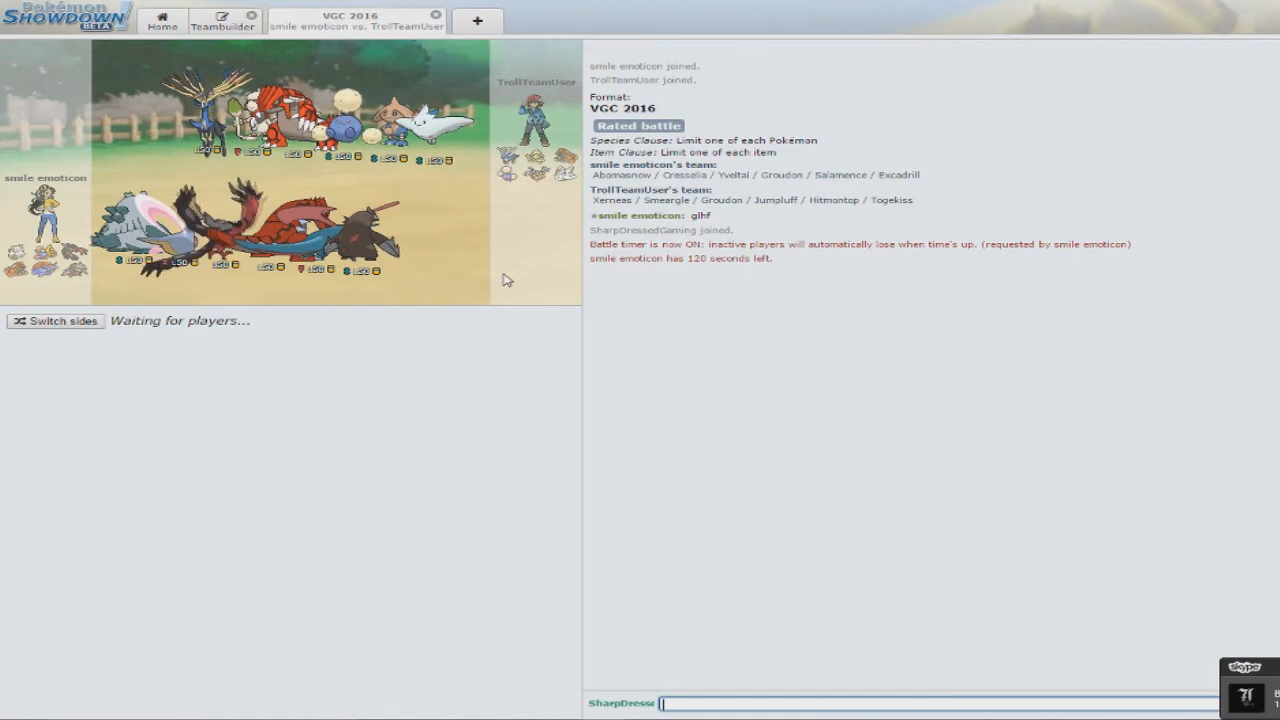 Pokémon
SHOWDOWN!
BETA
Home
Teambuilder
VGC 2016
smile emoticon vs. TrollTeamUser
+
TrollTeamUser
L50 L50 L50 L50 L50 L50
smile emoticon
L50 L50 L50 L50 L50 L50
Switch sides Waiting for players...
smile emoticon joined.
TrollTeamUser joined.
Format:
VGC 2016
Rated battle
Species Clause: Limit one of each Pokémon
Item Clause: Limit one of each item
smile emoticon's team:
Abomasnow / Cresselia / Yveltal / Groudon / Salamence / Excadrill
TrollTeamUser's team:
Xerneas / Smeargle / Groudon / Jumpluff / Hitmontop / Togekiss
★smile emoticon: glhf
SharpDressedGaming joined.
Battle timer is now ON: inactive players will automatically lose when time's up. (requested by smile emoticon)
smile emoticon has 120 seconds left.
SharpDresse
skype